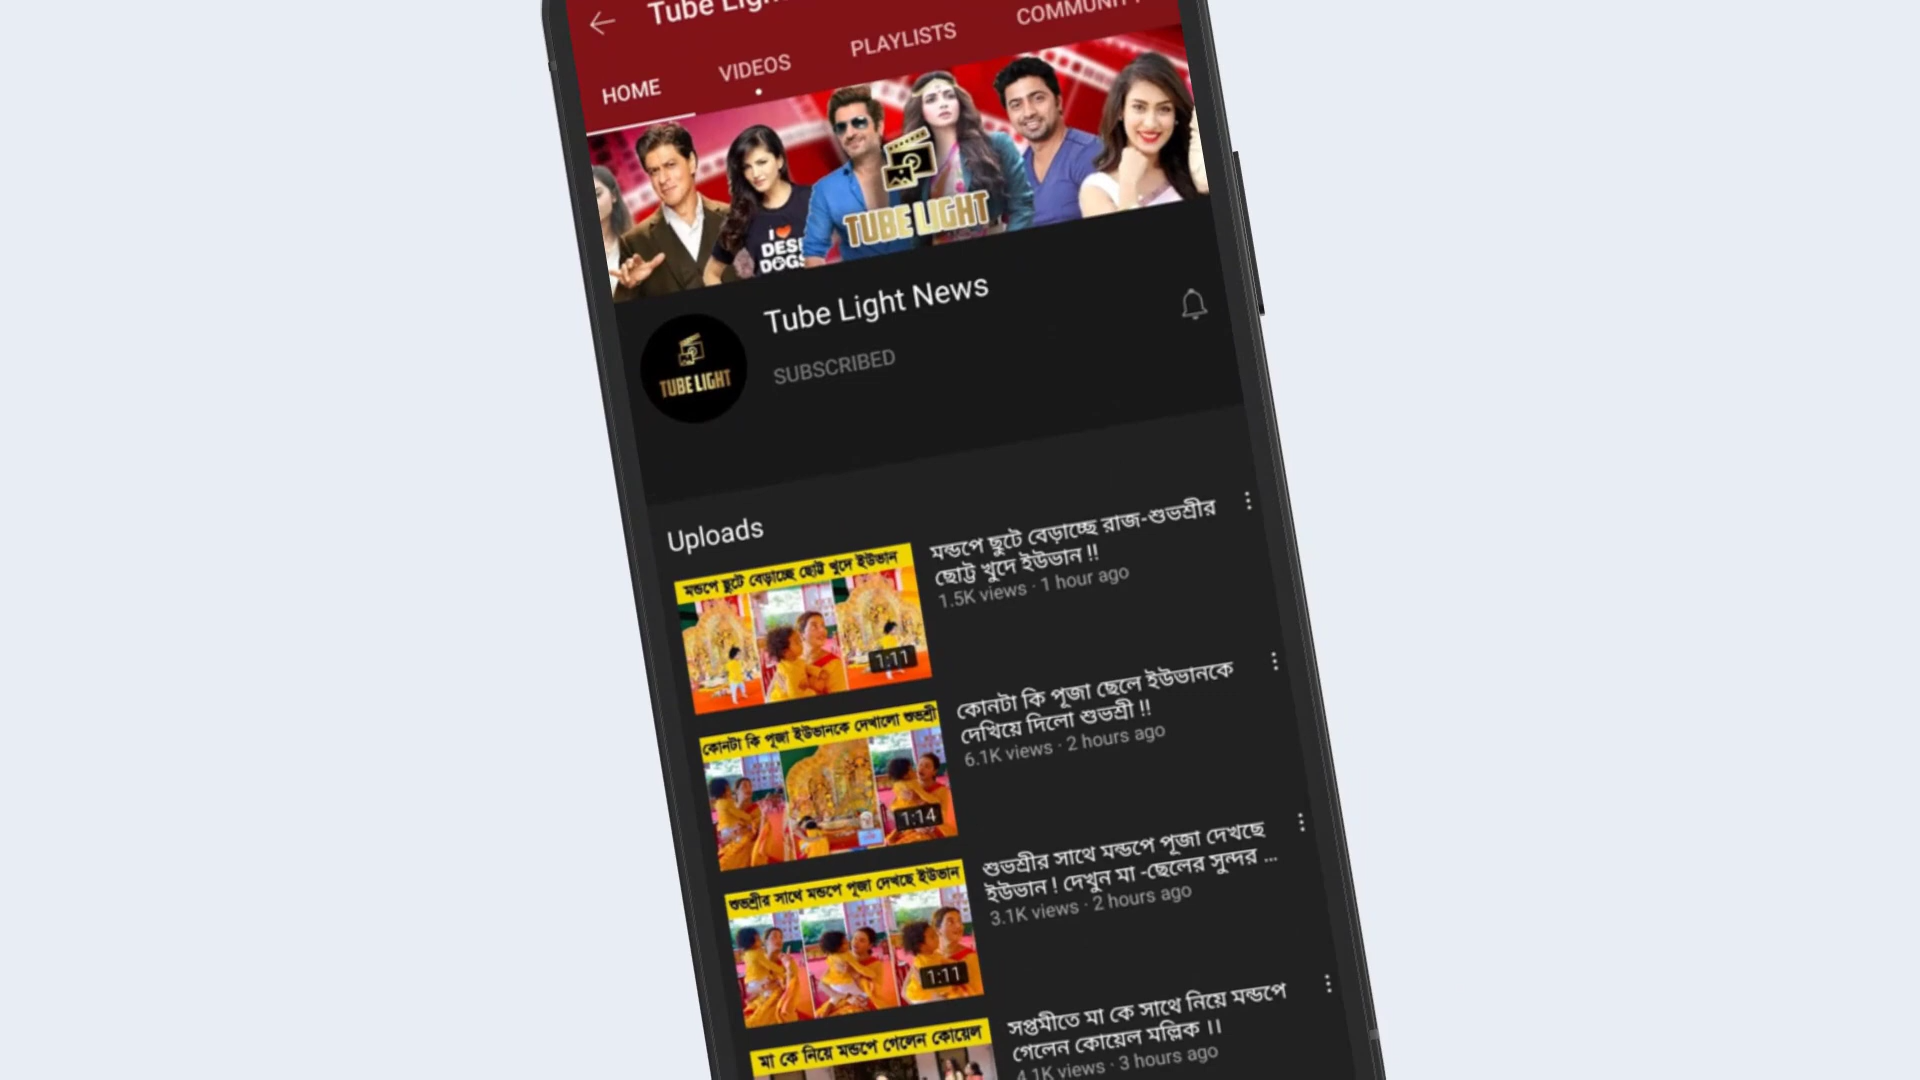 HOME
VIDEOS
PLAYLISTS
I
DESI
DOGS
TUBE LIGHT
Tube Light News
SUBSCRIBED
TUBE LIGHT
Uploads
মন্ডপে ছুটে বেড়াচ্ছে ছোট্ট খুদে ইউভান
1:11
মন্ডপে ছুটে বেড়াচ্ছে রাজ-শুভশ্রীর
ছোট্ট খুদে ইউভান !!
1.5K views · 1 hour ago
কোনটা কি পূজা ইউভানকে দেখালো শুভশ্রী
1:14
কোনটা কি পূজা ছেলে ইউভানকে
দেখিয়ে দিলো শুভশ্রী !!
6.1K views · 2 hours ago
শুভশ্রীর সাথে মন্ডপে পূজা দেখছে ইউভান
1:11
শুভশ্রীর সাথে মন্ডপে পূজা দেখছে
ইউভান ! দেখুন মা -ছেলের সুন্দর ...
3.1K views · 2 hours ago
মা কে নিয়ে মন্ডপে গেলেন কোয়েল
সপ্তমীতে মা কে সাথে নিয়ে মন্ডপে
গেলেন কোয়েল মল্লিক ।।
4.1K views · 3 hours ago